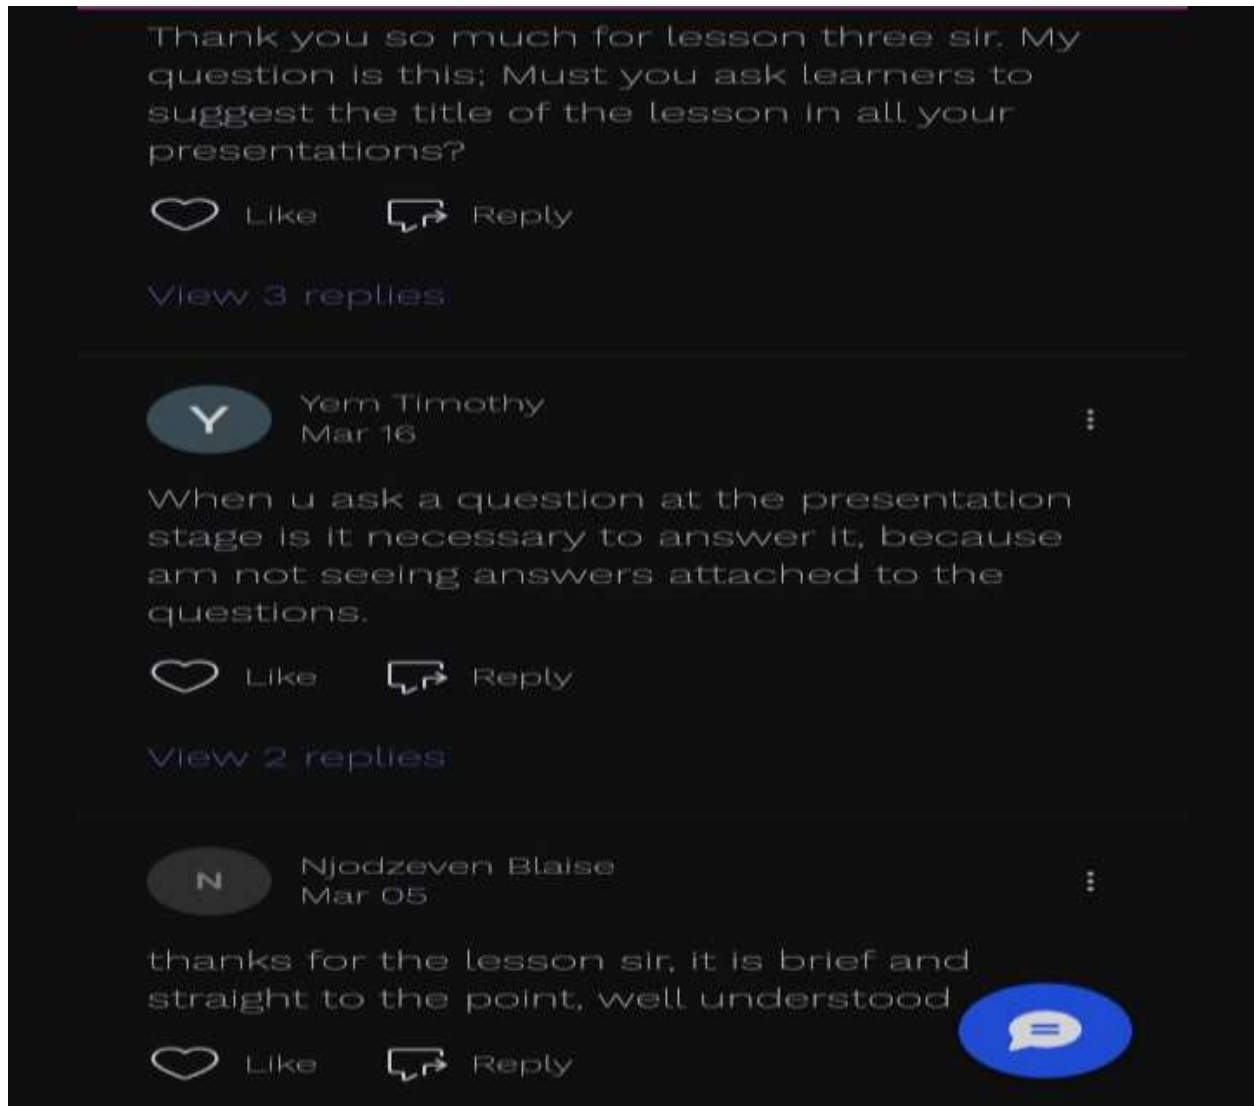 Thank you so much for lesson three sir. My
question is this; Must you ask learners to
suggest the title of the lesson in all your
presentations?
Like Reply
View 3 replies
Y
Yem Timothy
Mar 16
When u ask a question at the presentation
stage is it necessary to answer it, because
am not seeing answers attached to the
questions.
Like Reply
View 2 replies
N
Njodzeven Blaise
Mar 05
thanks for the lesson sir, it is brief and
straight to the point, well understood
Like Reply